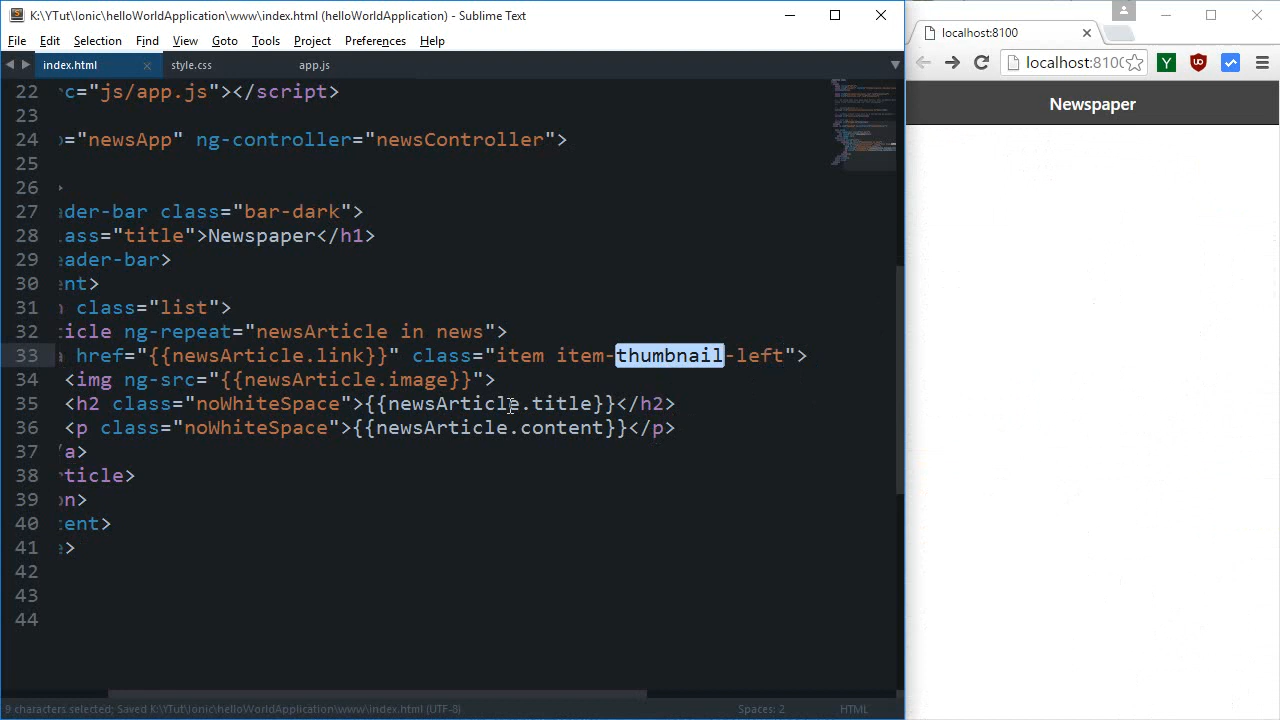 K:\YTut\Ionic\helloWorldApplication\www\index.html (helloWorldApplication) - Sublime Text
File Edit Selection Find View Goto Tools Project Preferences Help
index.html style.css app.js
22 c="js/app.js"></script>
23
24 p="newsApp" ng-controller="newsController">
25
26 >
27 ader-bar class="bar-dark">
28 ass="title">Newspaper</h1>
29 eader-bar>
30 ent>
31 class="list">
32 ticle ng-repeat="newsArticle in news">
33 href="{{newsArticle.link}}" class="item item-thumbnail-left">
34 <img ng-src="{{newsArticle.image}}">
35 <h2 class="noWhiteSpace">{{newsArticle.title}}</h2>
36 <p class="noWhiteSpace">{{newsArticle.content}}</p>
37 /a>
38 rticle>
39 on>
40 tent>
41 e>
42
43
44
9 characters selected; Saved K:\YTut\Ionic\helloWorldApplication\www\index.html (UTF-8)
Spaces: 2 HTML
localhost:8100
localhost:8100
Newspaper